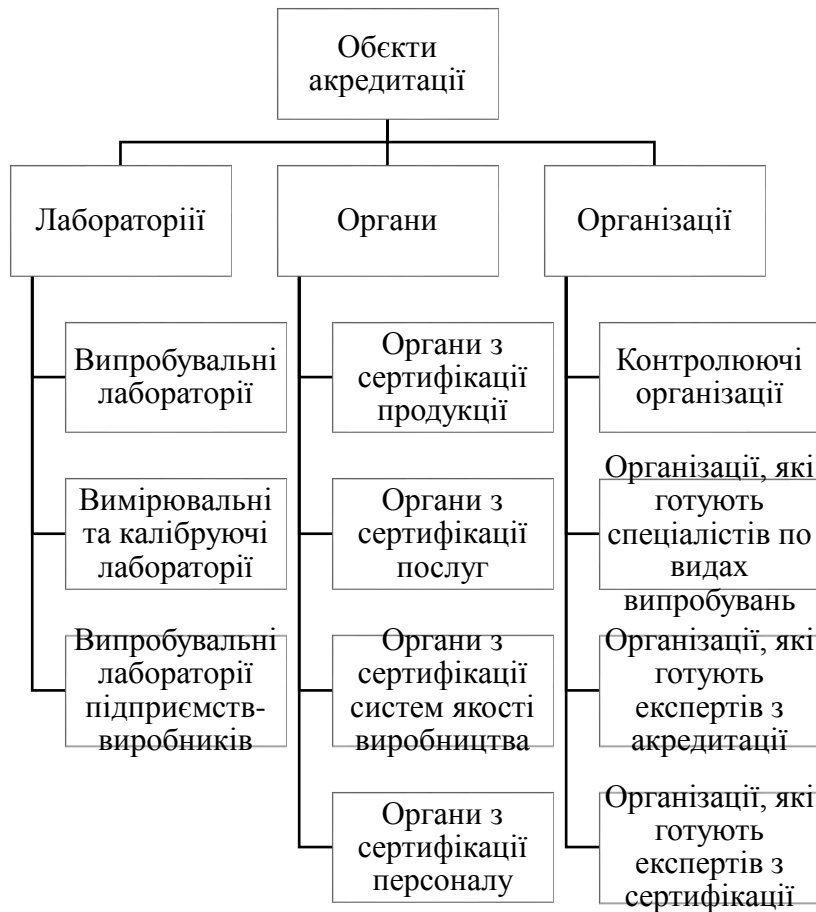 Обєкти
акредитації
Лабораторіїї
Органи
Організації
Випробувальні
лабораторії
Вимірювальні
та калібруючі
лабораторії
Випробувальні
лабораторії
підприємств-
виробників
Органи з
сертифікації
продукції
Органи з
сертифікації
послуг
Органи з
сертифікації
систем якості
виробництва
Органи з
сертифікації
персоналу
Контролюючі
організації
Організації, які
готують
спеціалістів по
видах
випробувань
Організації, які
готують
експертів з
акредитації
Організації, які
готують
експертів з
сертифікації